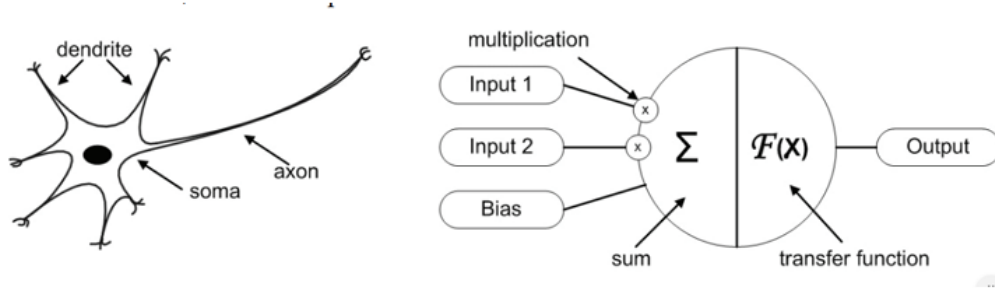 dendrite
axon
soma
multiplication
Input 1
x
Input 2
x
Σ
F(X)
Output
Bias
sum
transfer function